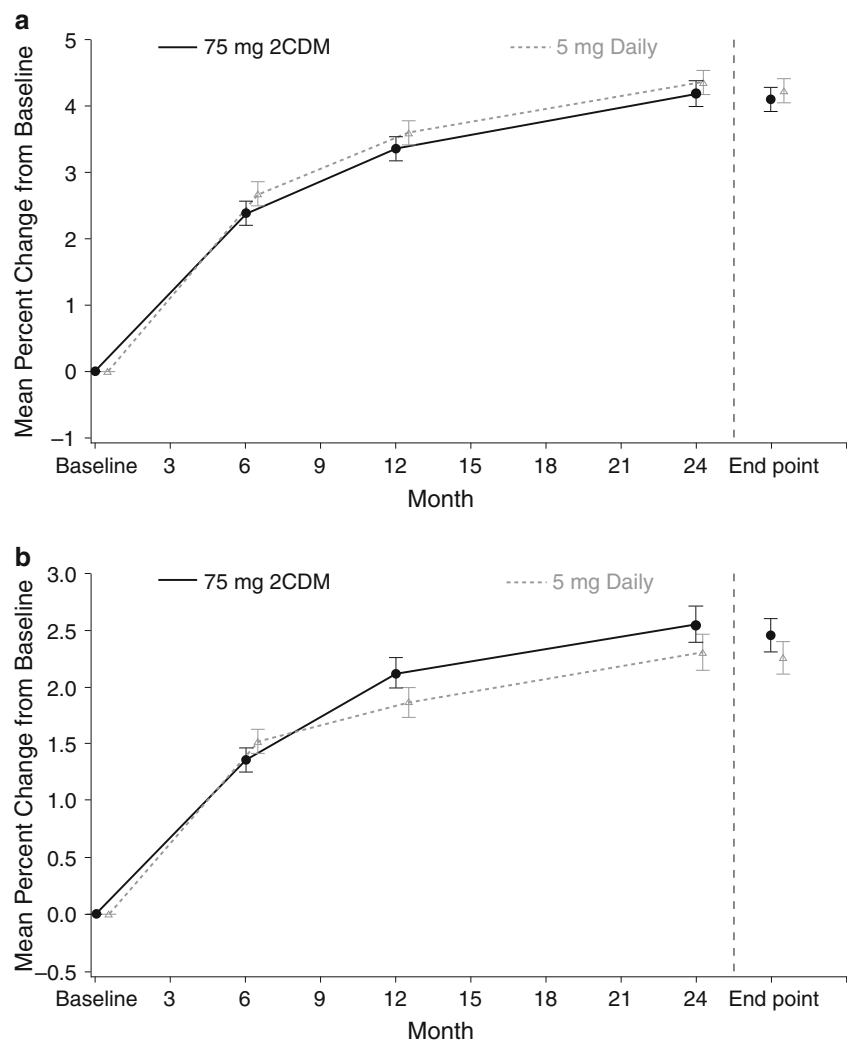 a
75 mg 2CDM 5 mg Daily
Mean Percent Change from Baseline
5
4
3
2
1
0
–1
Baseline 3 6 9 12 15 18 21 24 End point
Month
b
75 mg 2CDM 5 mg Daily
Mean Percent Change from Baseline
3.0
2.5
2.0
1.5
1.0
0.5
0.0
–0.5
Baseline 3 6 9 12 15 18 21 24 End point
Month